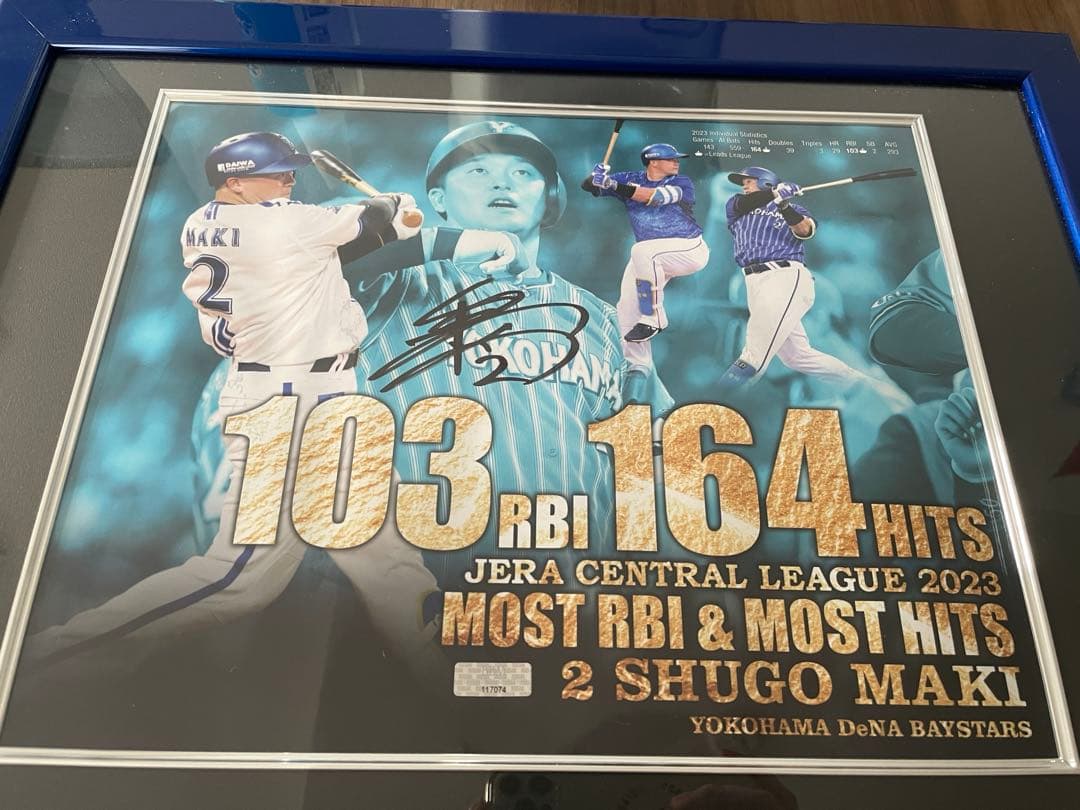 2023 Individual Statistics
Games At Bats Hits Doubles Triples HR RBI SB AVG
143 559 164 39 1 29 103 2 293
=Leads League
DAIWA
Y
MAKI
2
YOKOHAMA
2
103 RBI 164 HITS
JERA CENTRAL LEAGUE 2023
MOST RBI & MOST HITS
2 SHUGO MAKI
117074
YOKOHAMA DeNA BAYSTARS